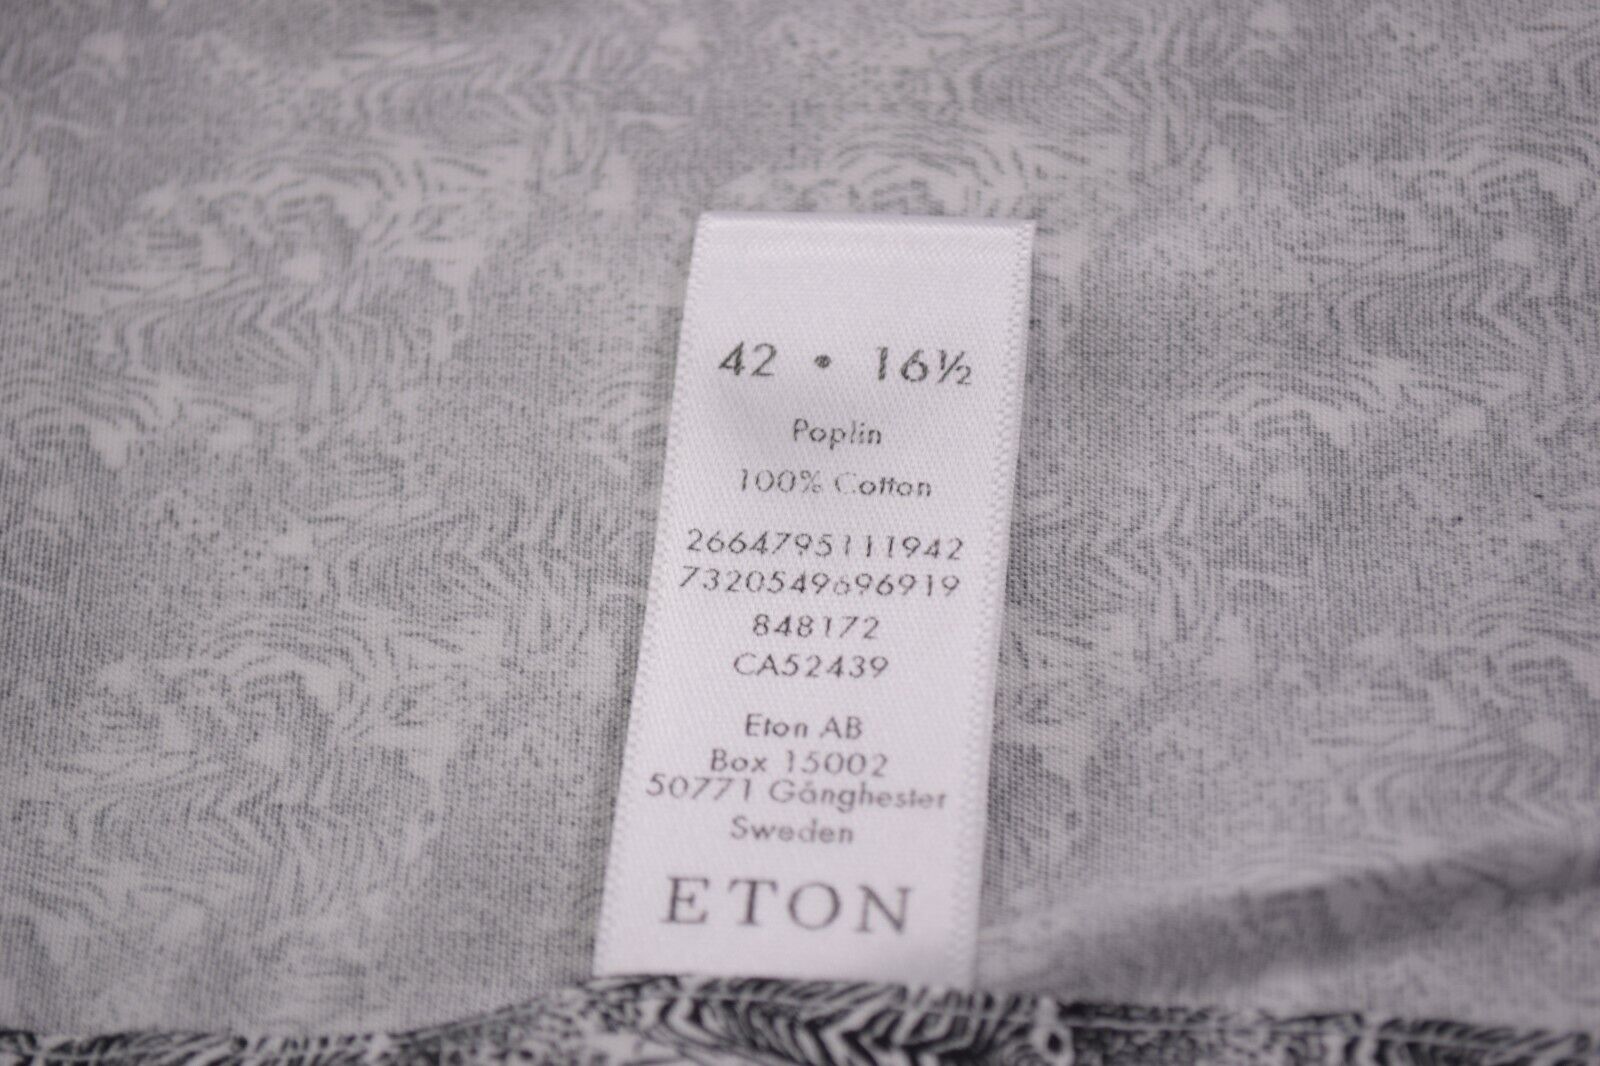 42 • 16½
Poplin
100% Cotton
2664795111942
7320549696919
848172
CA52439
Eton AB
Box 15002
50771 Gånghester
Sweden
ETON